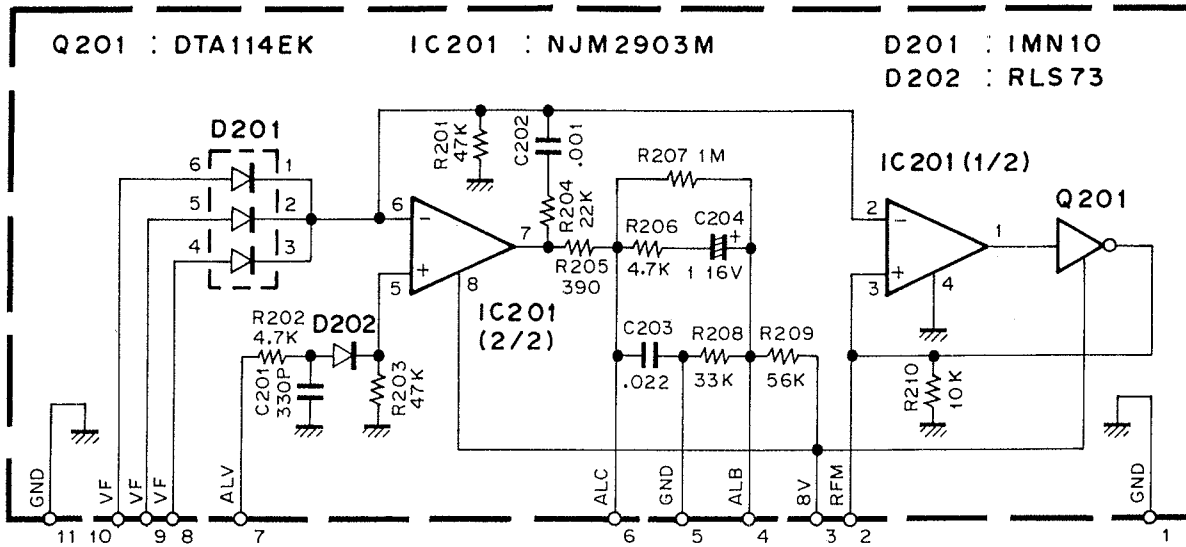 Q201 : DTA114EK
IC201 : NJM2903M
D201 : IMN10
D202 : RLS73
D201
6
1
5
2
4
3
R201
47K
C202
.001
R207 1M
IC201 (1/2)
Q201
R204
22K
R206
4.7K
C204
+
1 16V
6
−
7
5
+
8
R205
390
2
−
1
3
+
4
IC201
(2/2)
R202
4.7K
D202
C201
330P
R203
47K
C203
.022
R208
33K
R209
56K
R210
10K
GND
VF
VF
VF
ALV
ALC
GND
ALB
8V
RFM
GND
11
10
9
8
7
6
5
4
3
2
1